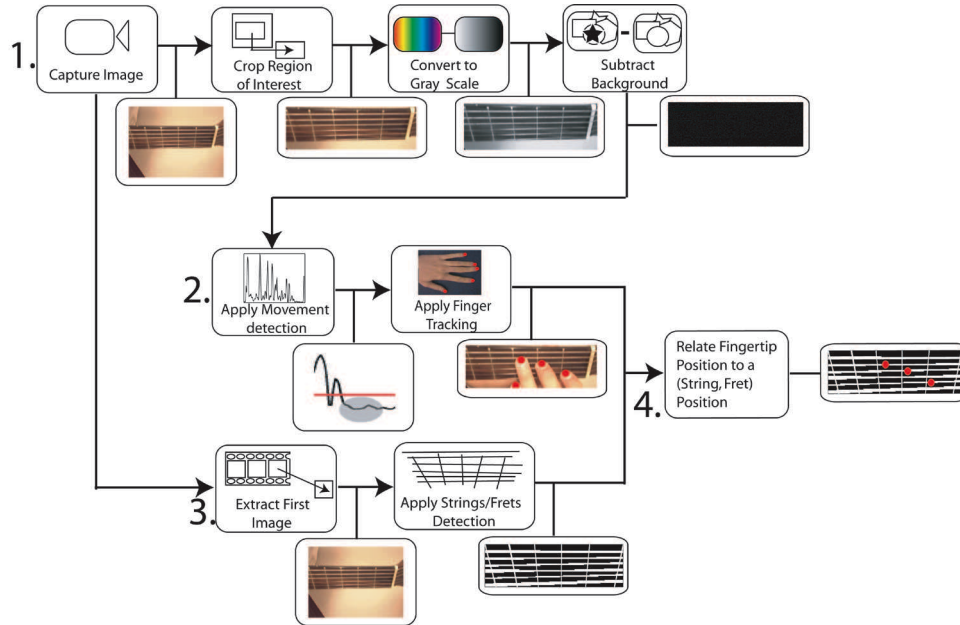 1.
Capture Image
Crop Region
of Interest
Convert to
Gray Scale
Subtract
Background
2.
Apply Movement
detection
Apply Finger
Tracking
3.
Extract First
Image
Apply Strings/Frets
Detection
4.
Relate Fingertip
Position to a
(String, Fret)
Position